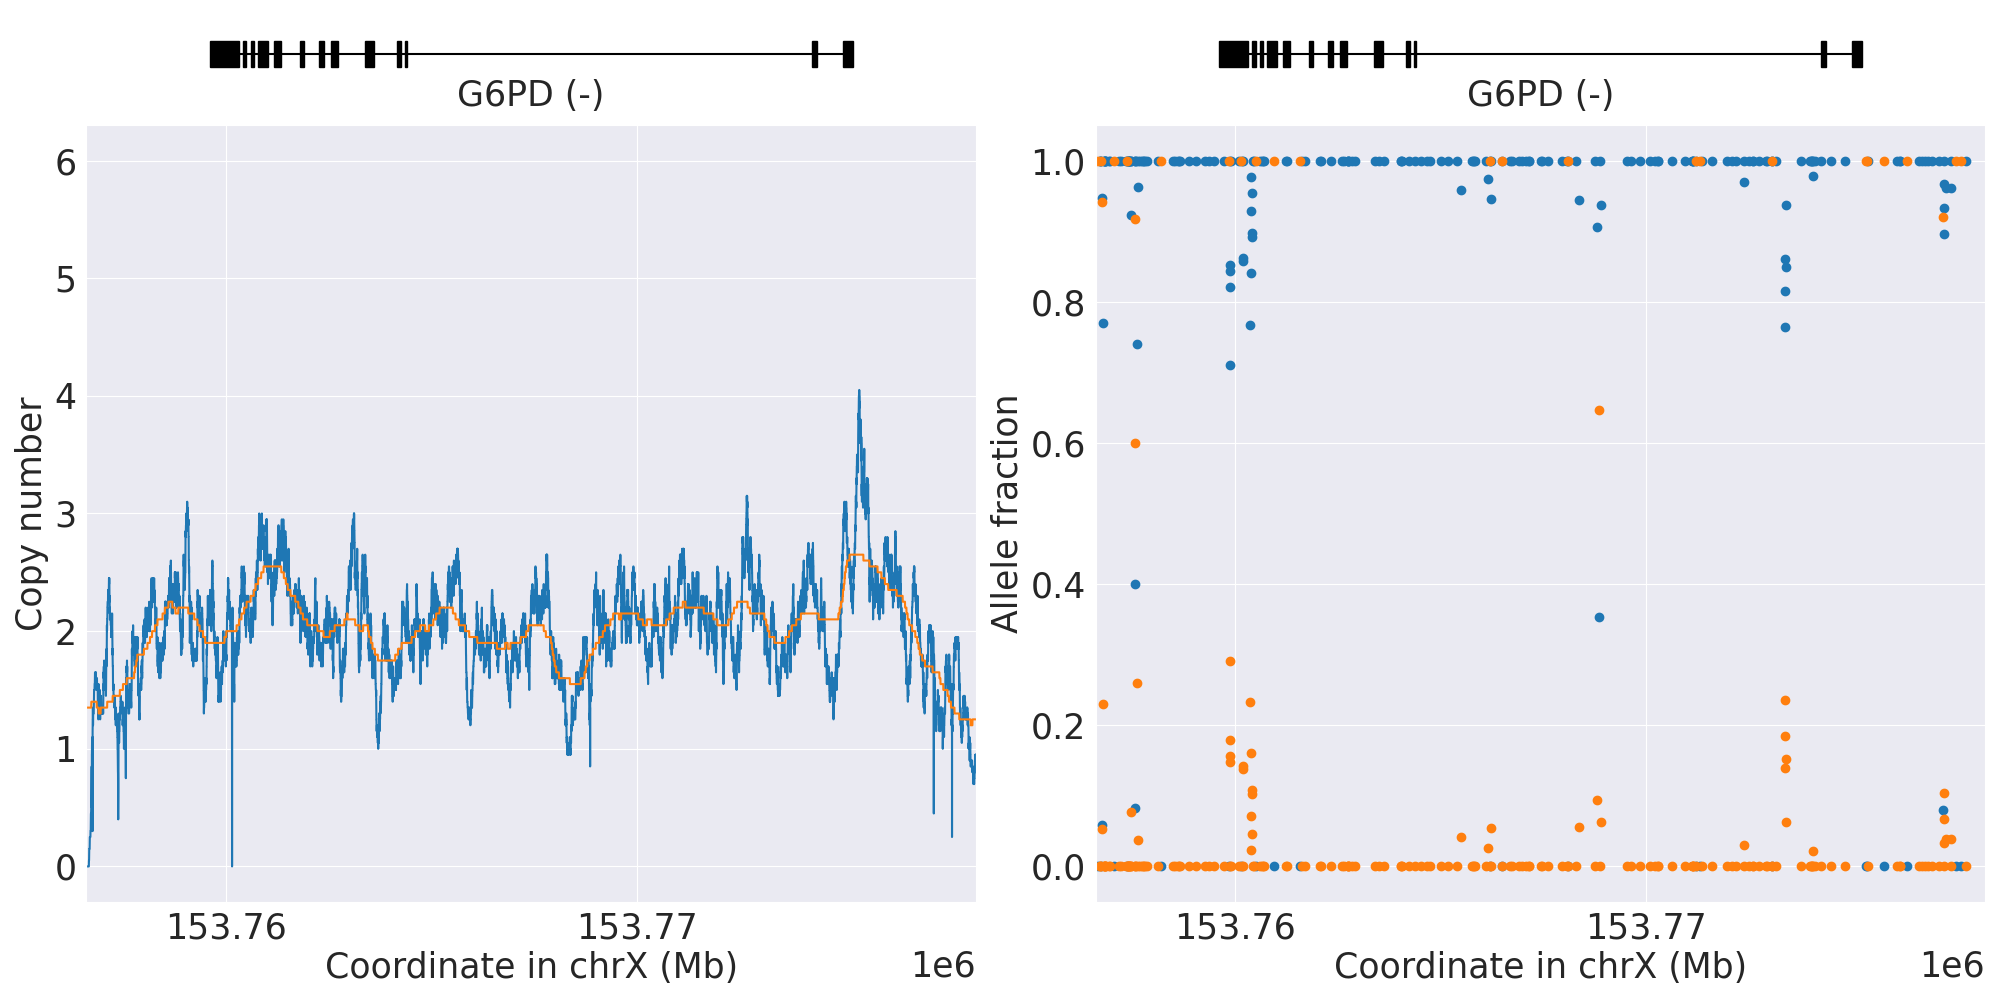 G6PD (-)
6
5
4
3
2
1
0
Copy number
153.76
153.77
Coordinate in chrX (Mb)
1e6
G6PD (-)
1.0
0.8
0.6
0.4
0.2
0.0
Allele fraction
153.76
153.77
Coordinate in chrX (Mb)
1e6